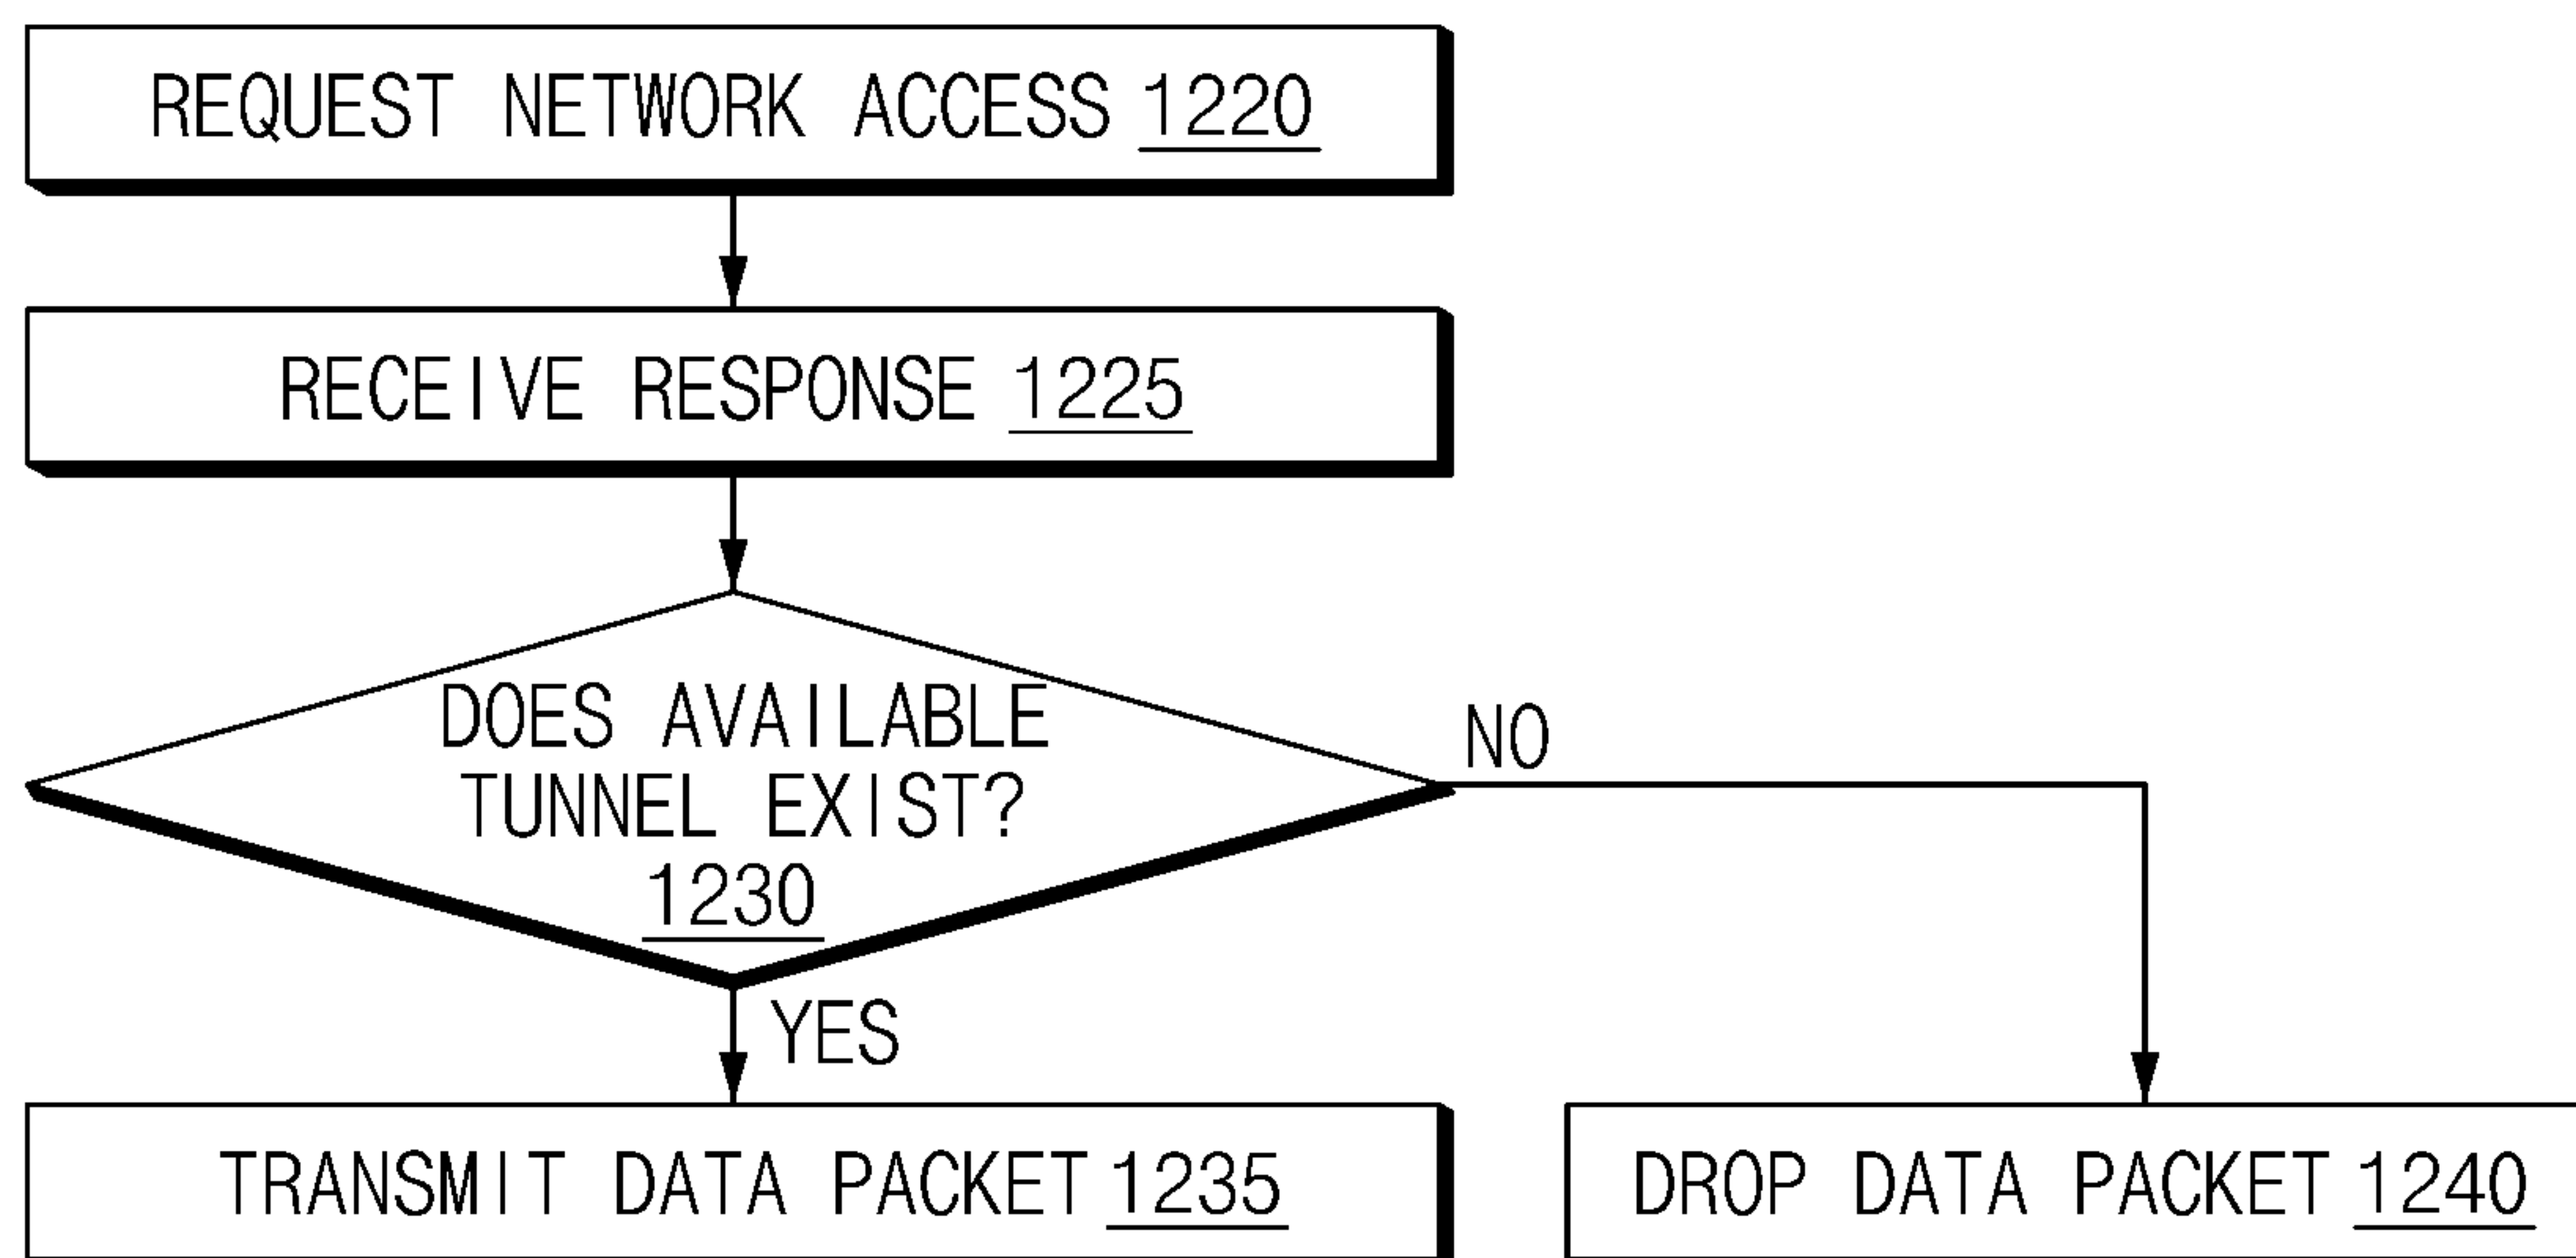 REQUEST NETWORK ACCESS 1220
RECEIVE RESPONSE 1225
DOES AVAILABLE
TUNNEL EXIST?
1230
NO
YES
TRANSMIT DATA PACKET 1235
DROP DATA PACKET 1240